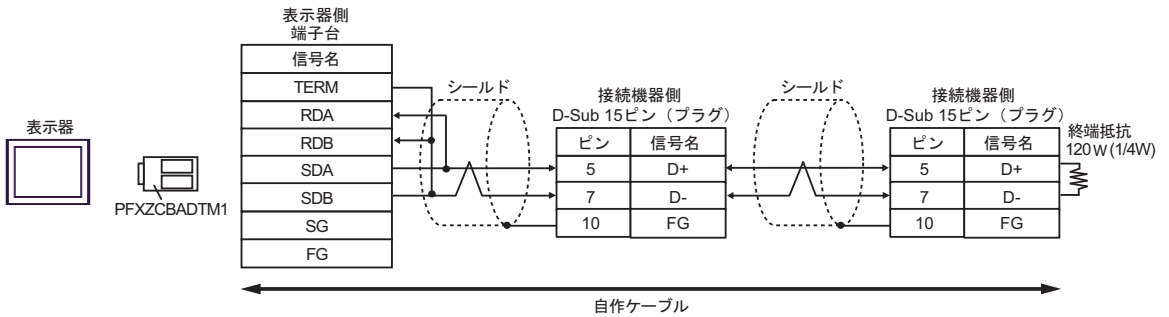 表示器
PFXZCBADTM1
表示器側
端子台
信号名
TERM
RDA
RDB
SDA
SDB
SG
FG
シールド
接続機器側
D-Sub 15ピン（プラグ）
ピン 信号名
5 D+
7 D-
10 FG
シールド
接続機器側
D-Sub 15ピン（プラグ）
ピン 信号名
5 D+
7 D-
10 FG
終端抵抗
120W(1/4W)
自作ケーブル